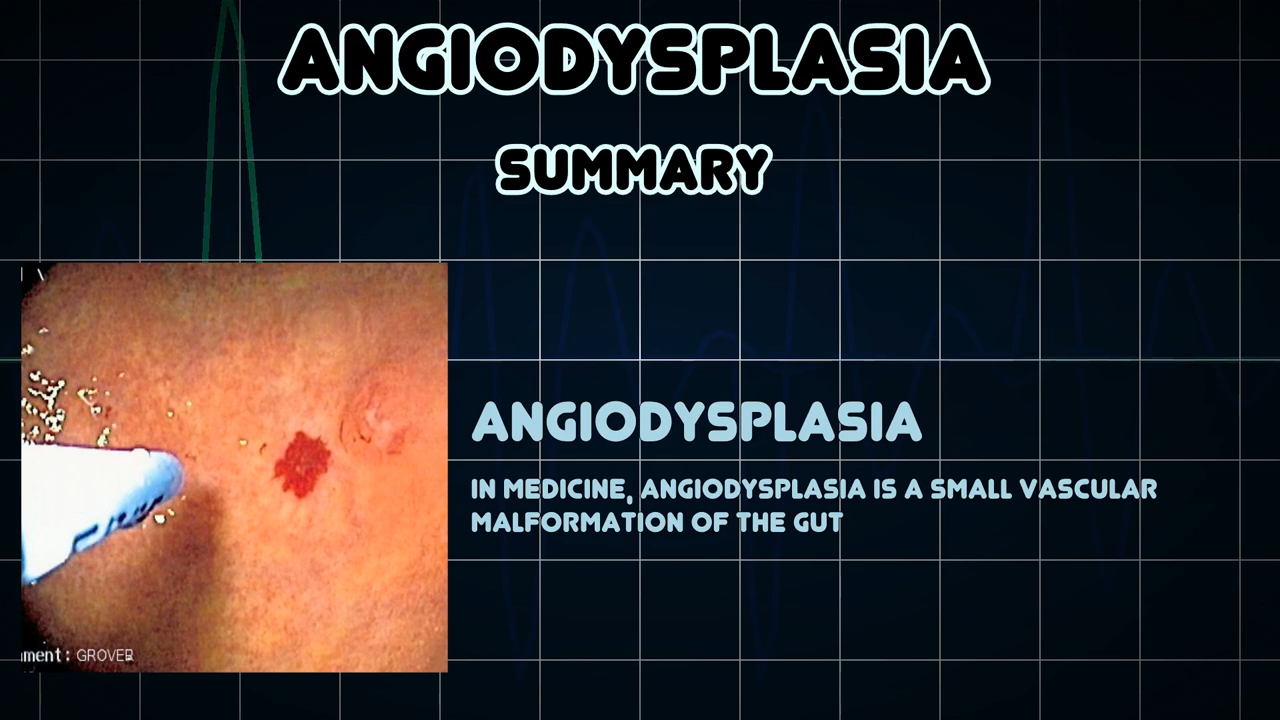 ANGIODYSPLASIA
SUMMARY
ANGIODYSPLASIA
IN MEDICINE, ANGIODYSPLASIA IS A SMALL VASCULAR
MALFORMATION OF THE GUT
ment: GROVER